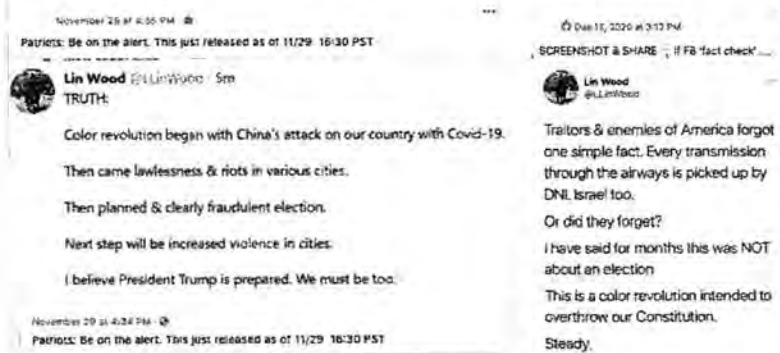 November 29 at 4:35 PM
Patriots: Be on the alert. This just released as of 11/29 16:30 PST
Lin Wood @LLinWood · 5m
TRUTH:
Color revolution began with China's attack on our country with Covid-19.
Then came lawlessness & riots in various cities.
Then planned & clearly fraudulent election.
Next step will be increased violence in cities.
I believe President Trump is prepared. We must be too.
November 29 at 4:34 PM
Patriots: Be on the alert. This just released as of 11/29 16:30 PST
2020 at 3:13 PM
SCREENSHOT & SHARE if FB 'fact check' ....
Lin Wood
@LLinWood
Traitors & enemies of America forgot
one simple fact. Every transmission
through the airways is picked up by
DNI. Israel too.
Or did they forget?
I have said for months this was NOT
about an election
This is a color revolution intended to
overthrow our Constitution.
Steady.